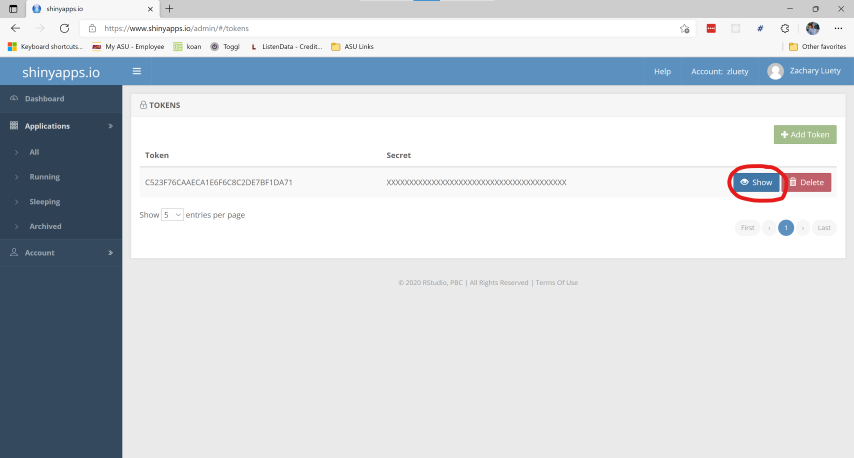 shinyapps.io
https://www.shinyapps.io/admin/#/tokens
Keyboard shortcuts... My ASU - Employee koan Toggl L ListenData - Credit... ASU Links Other favorites
shinyapps.io Help Account: zluety Zachary Luety
Dashboard
Applications
All
Running
Sleeping
Archived
Account
TOKENS
Add Token
Token Secret
C523F76CAAECA1E6F6C8C2DE7BF1DA71 XXXXXXXXXXXXXXXXXXXXXXXXXXXXXXXXXXXXXXXX Show Delete
Show 5 entries per page
First ‹ 1 › Last
© 2020 RStudio, PBC | All Rights Reserved | Terms Of Use